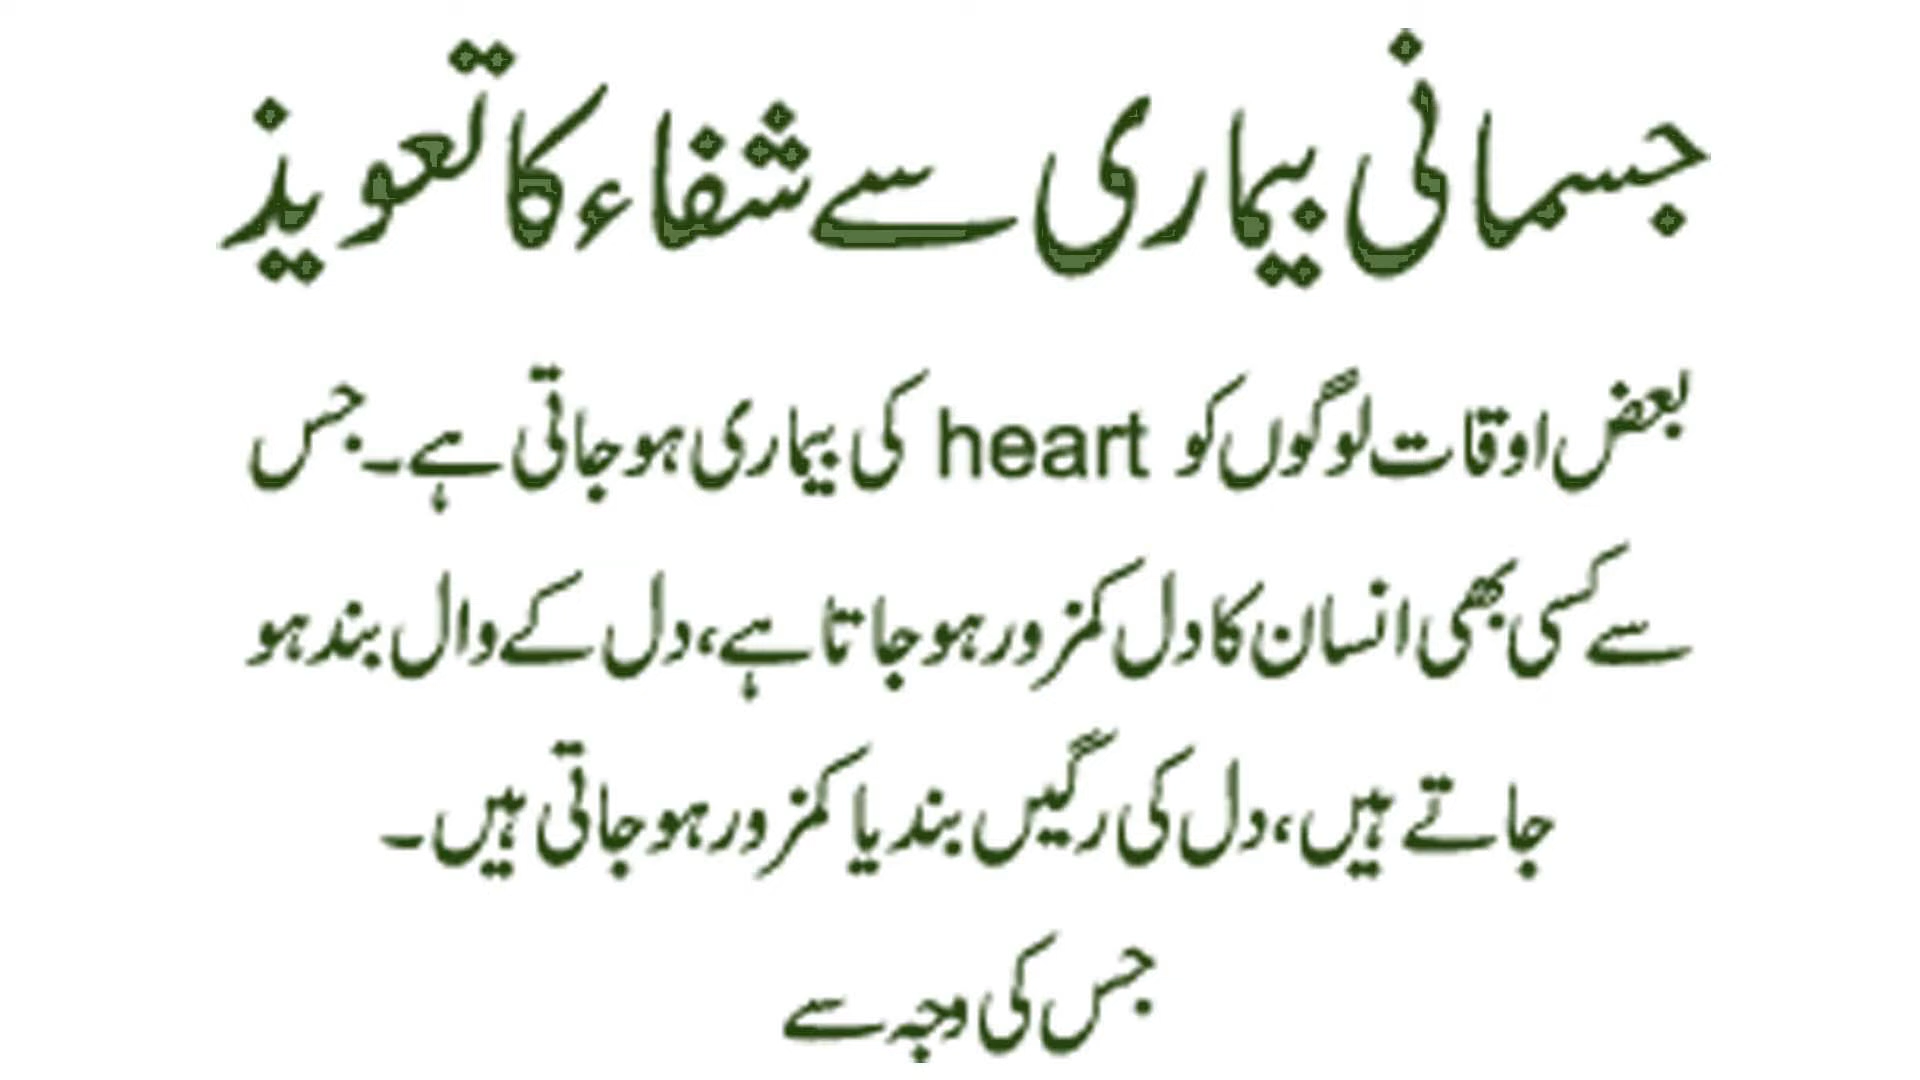 جسمانی بیماری سے شفاء کا تعویذ
بعض اوقات لوگوں کو heart کی بیماری ہو جاتی ہے۔ جس
سے کسی بھی انسان کا دل کمزور ہو جاتا ہے، دل کے وال بند ہو
جاتے ہیں، دل کی رگیں بند یا کمزور ہو جاتی ہیں۔
جس کی وجہ سے